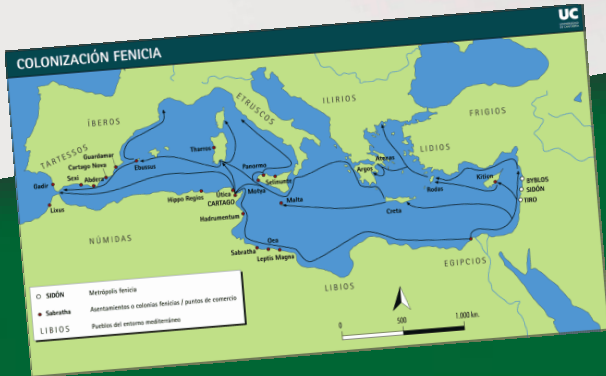 UC
COLONIZACIÓN FENICIA
ÍBEROS
ETRUSCOS
ILIRIOS
FRIGIOS
TARTESSOS
LIDIOS
Guardamar
Cartago Nova
Sexi
Abdera
Ebussus
Gadir
Lixus
Tharros
Panormo
Motya
Selimunte
Útica
CARTAGO
Hippo Regios
Hadrumentum
Malta
Atenas
Argos
Rodas
Kition
Creta
BYBLOS
SIDÓN
TIRO
NÚMIDAS
Sabratha
Oea
Leptis Magna
LIBIOS
EGIPCIOS
SIDÓN Metrópolis fenicia
Sabratha Asentamientos o colonias fenicias / puntos de comercio
LIBIOS Pueblos del entorno mediterráneo
0 500 1.000 km.